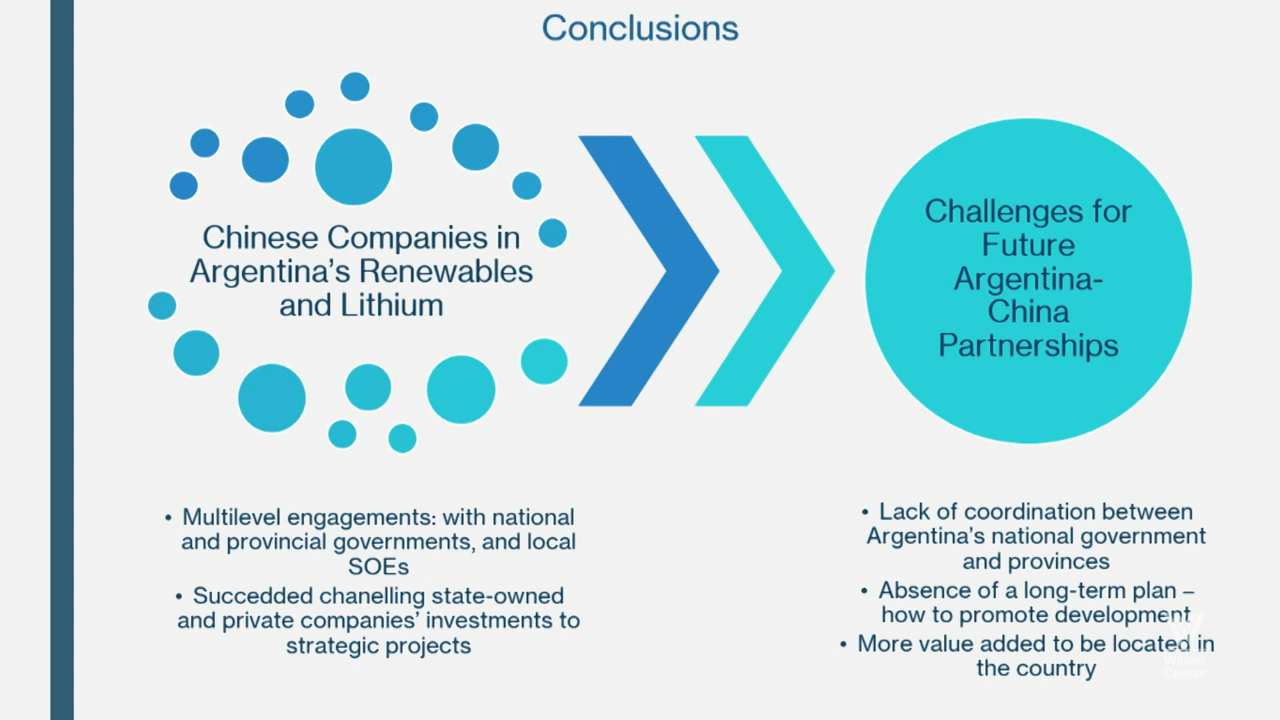 Conclusions
Chinese Companies in
Argentina's Renewables
and Lithium
Challenges for
Future
Argentina-
China
Partnerships
• Multilevel engagements: with national
and provincial governments, and local
SOEs
• Succedded chanelling state-owned
and private companies' investments to
strategic projects
• Lack of coordination between
Argentina's national government
and provinces
• Absence of a long-term plan –
how to promote development
• More value added to be located in
the country
Wilson
Center